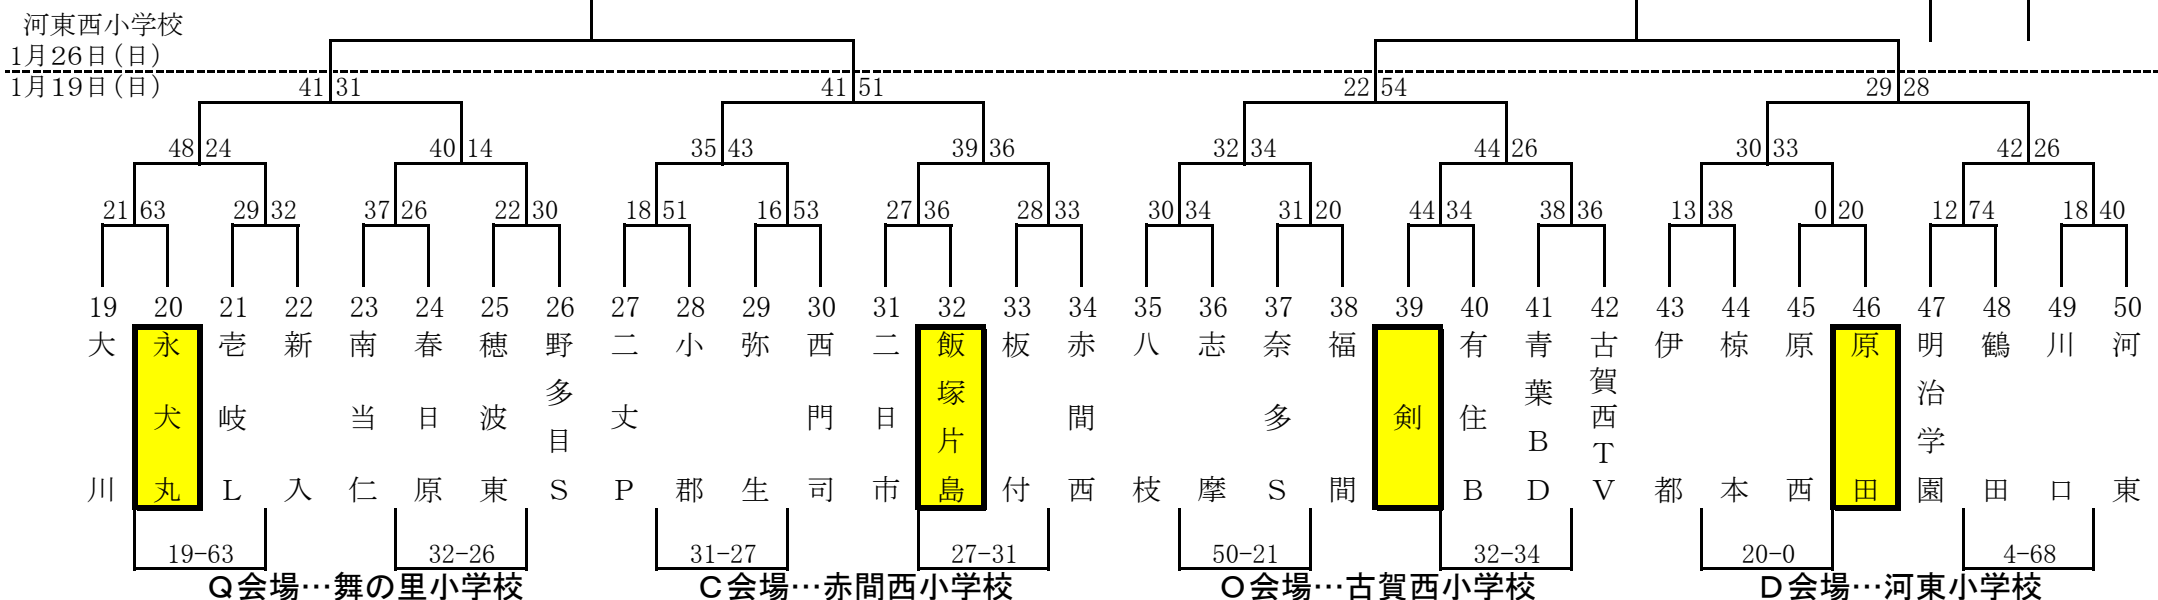 河東西小学校
1月26日(日)
1月19日(日)
41 31 41 51 22 54 29 28
48 24 40 14 35 43 39 36 32 34 44 26 30 33 42 26
21 63 29 32 37 26 22 30 18 51 16 53 27 36 28 33 30 34 31 20 44 34 38 36 13 38 0 20 12 74 18 40
19 20 21 22 23 24 25 26 27 28 29 30 31 32 33 34 35 36 37 38 39 40 41 42 43 44 45 46 47 48 49 50
大川
永犬丸
壱岐L
新入
南当仁
春日原
穂波東
野多目S
二丈P
小郡
弥生
西門司
二日市
飯塚片島
板付
赤間西
八枝
志摩
奈多S
福間
剣
有住B
青葉BD
古賀西TV
伊都
椋本
原西
原田
明治学園
鶴田
川口
河東
19-63 32-26 31-27 27-31 50-21 32-34 20-0 4-68
Q会場…舞の里小学校 C会場…赤間西小学校 O会場…古賀西小学校 D会場…河東小学校